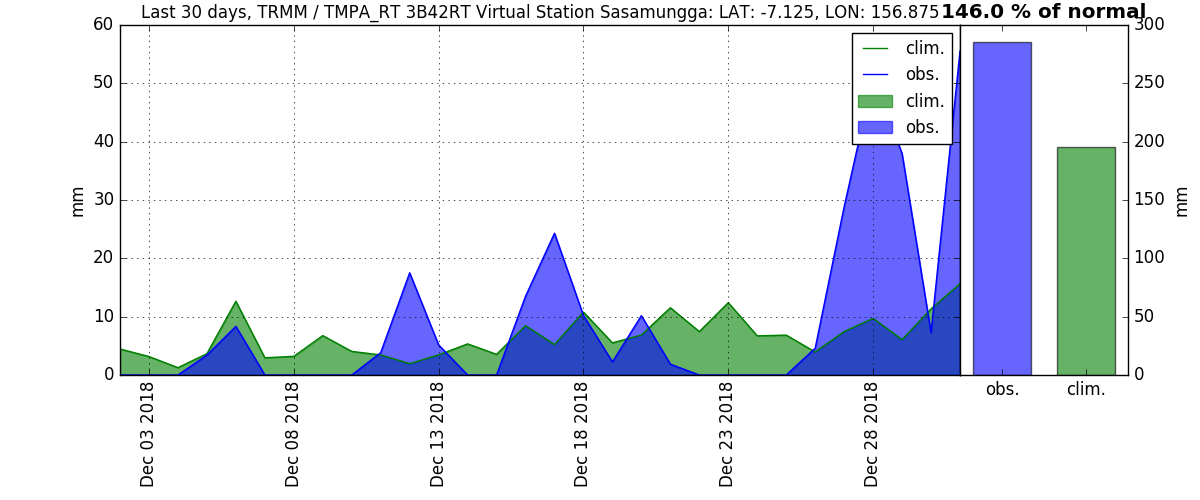 Last 30 days, TRMM / TMPA_RT 3B42RT Virtual Station Sasamungga: LAT: -7.125, LON: 156.875
146.0 % of normal
60
50
40
30
20
10
0
mm
clim.
obs.
clim.
obs.
Dec 03 2018
Dec 08 2018
Dec 13 2018
Dec 18 2018
Dec 23 2018
Dec 28 2018
300
250
200
150
100
50
0
mm
obs.
clim.